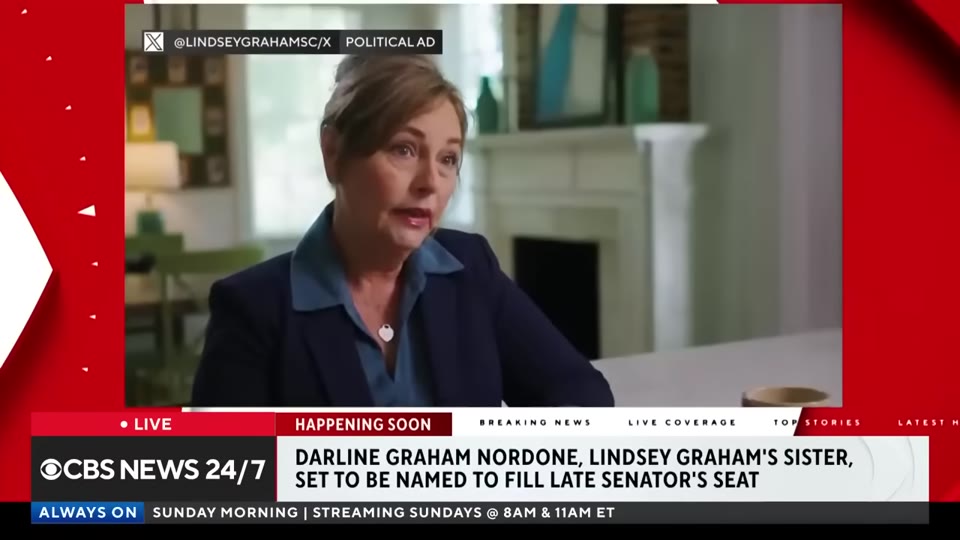 @LINDSEYGRAHAMSC/X POLITICAL AD
LIVE
HAPPENING SOON
BREAKING NEWS LIVE COVERAGE TOP STORIES LATEST
CBS NEWS 24/7
DARLINE GRAHAM NORDONE, LINDSEY GRAHAM'S SISTER,
SET TO BE NAMED TO FILL LATE SENATOR'S SEAT
ALWAYS ON SUNDAY MORNING | STREAMING SUNDAYS @ 8AM & 11AM ET